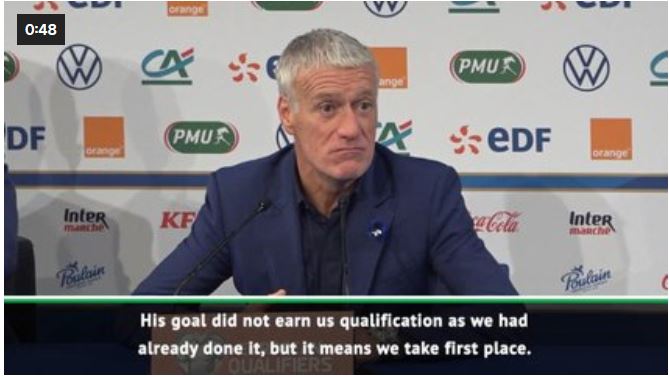 0:48
orange
CA
PMU
CA
EDF
orange
PMU
CA
eDF
orange
Inter
marché
KF
Coca-Cola
Inter
marché
Poulain
Poulain
His goal did not earn us qualification as we had
already done it, but it means we take first place.
QUALIFIERS